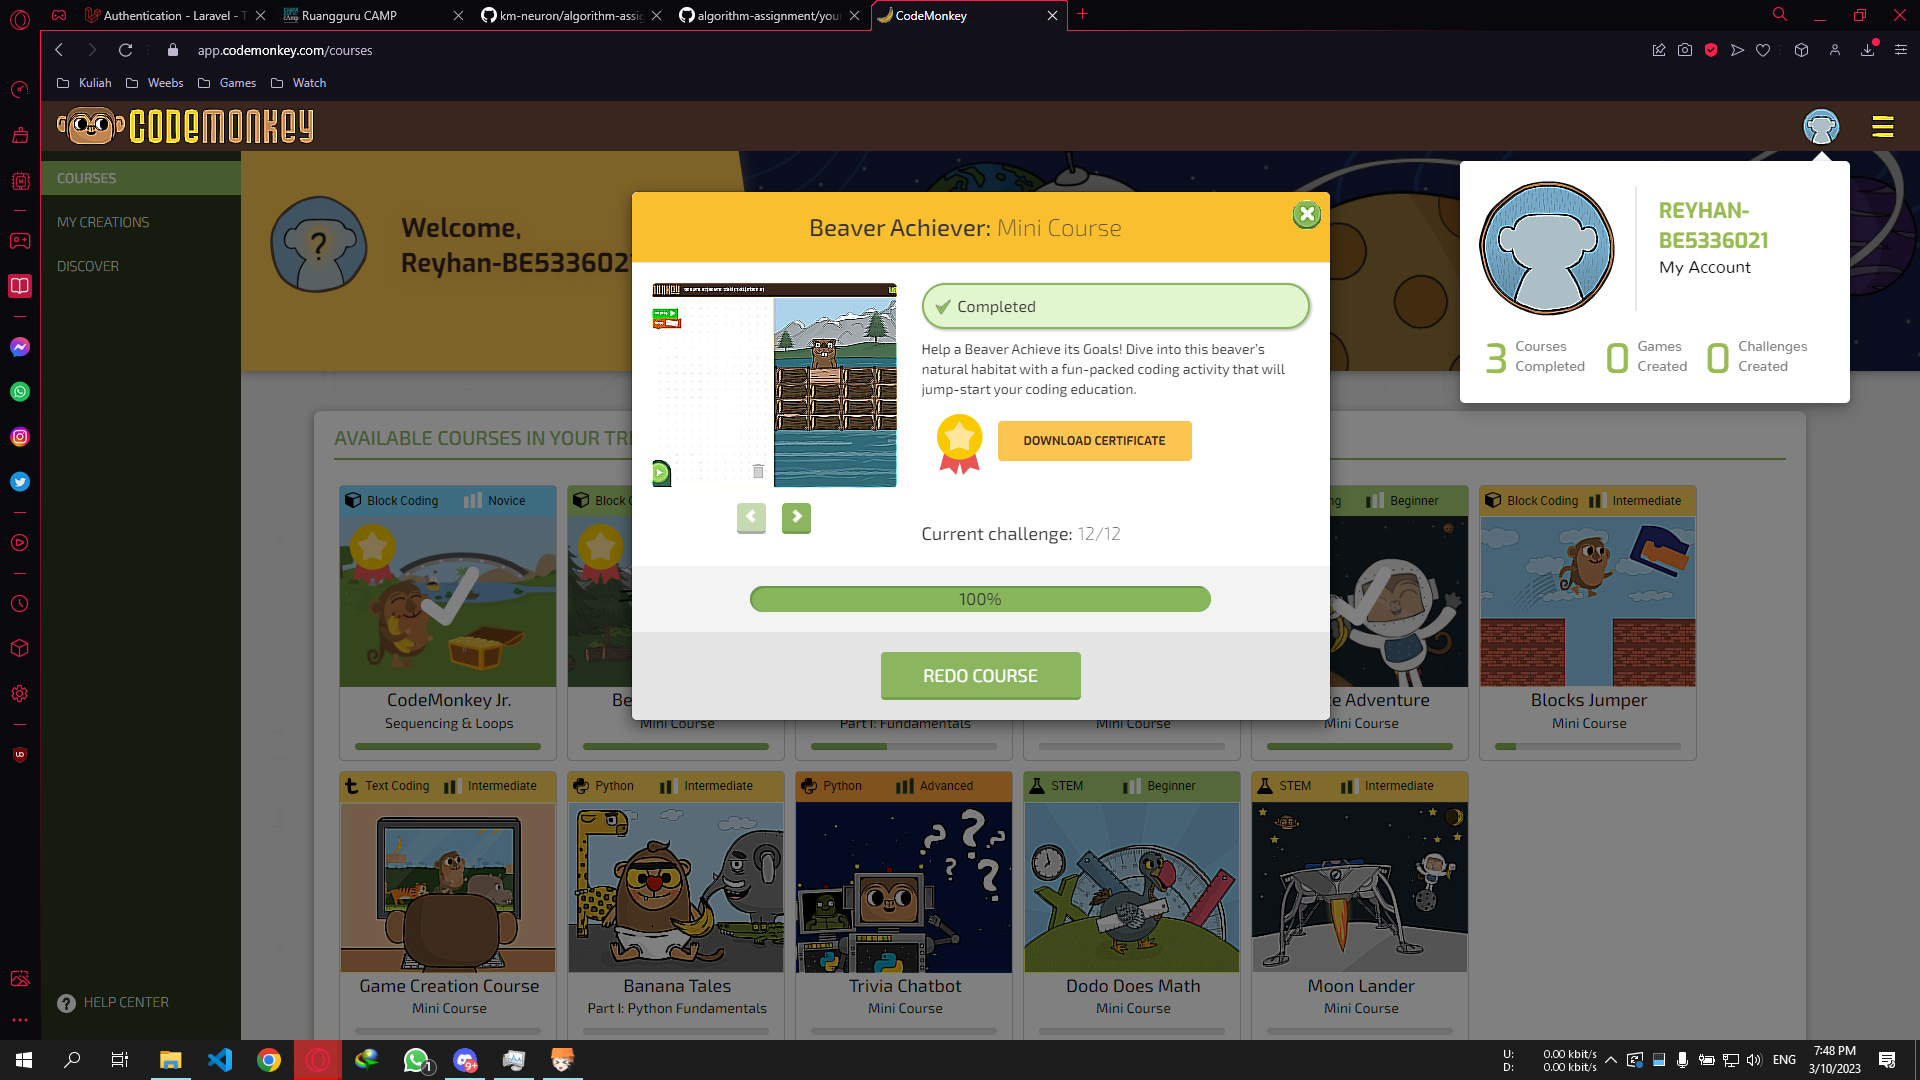 Authentication - Laravel - T
Ruangguru CAMP
km-neuron/algorithm-assig
algorithm-assignment/your
CodeMonkey
app.codemonkey.com/courses
Kuliah
Weebs
Games
Watch
CODEMONKEY
COURSES
MY CREATIONS
DISCOVER
HELP CENTER
Welcome,
Reyhan-BE5336021
REYHAN-
BE5336021
My Account
3 Courses Completed
0 Games Created
0 Challenges Created
Beaver Achiever: Mini Course
Completed
Help a Beaver Achieve its Goals! Dive into this beaver's
natural habitat with a fun-packed coding activity that will
jump-start your coding education.
DOWNLOAD CERTIFICATE
Current challenge: 12/12
100%
REDO COURSE
AVAILABLE COURSES IN YOUR TRI
Block Coding Novice
CodeMonkey Jr.
Sequencing & Loops
Block C
Be
Mini Course
Part I: Fundamentals
Mini Course
ng Beginner
ce Adventure
Mini Course
Block Coding Intermediate
Blocks Jumper
Mini Course
Text Coding Intermediate
Game Creation Course
Mini Course
Python Intermediate
Banana Tales
Part I: Python Fundamentals
Python Advanced
Trivia Chatbot
Mini Course
STEM Beginner
Dodo Does Math
Mini Course
STEM Intermediate
Moon Lander
Mini Course
U: 0.00 kbit/s
D: 0.00 kbit/s
ENG
7:48 PM
3/10/2023